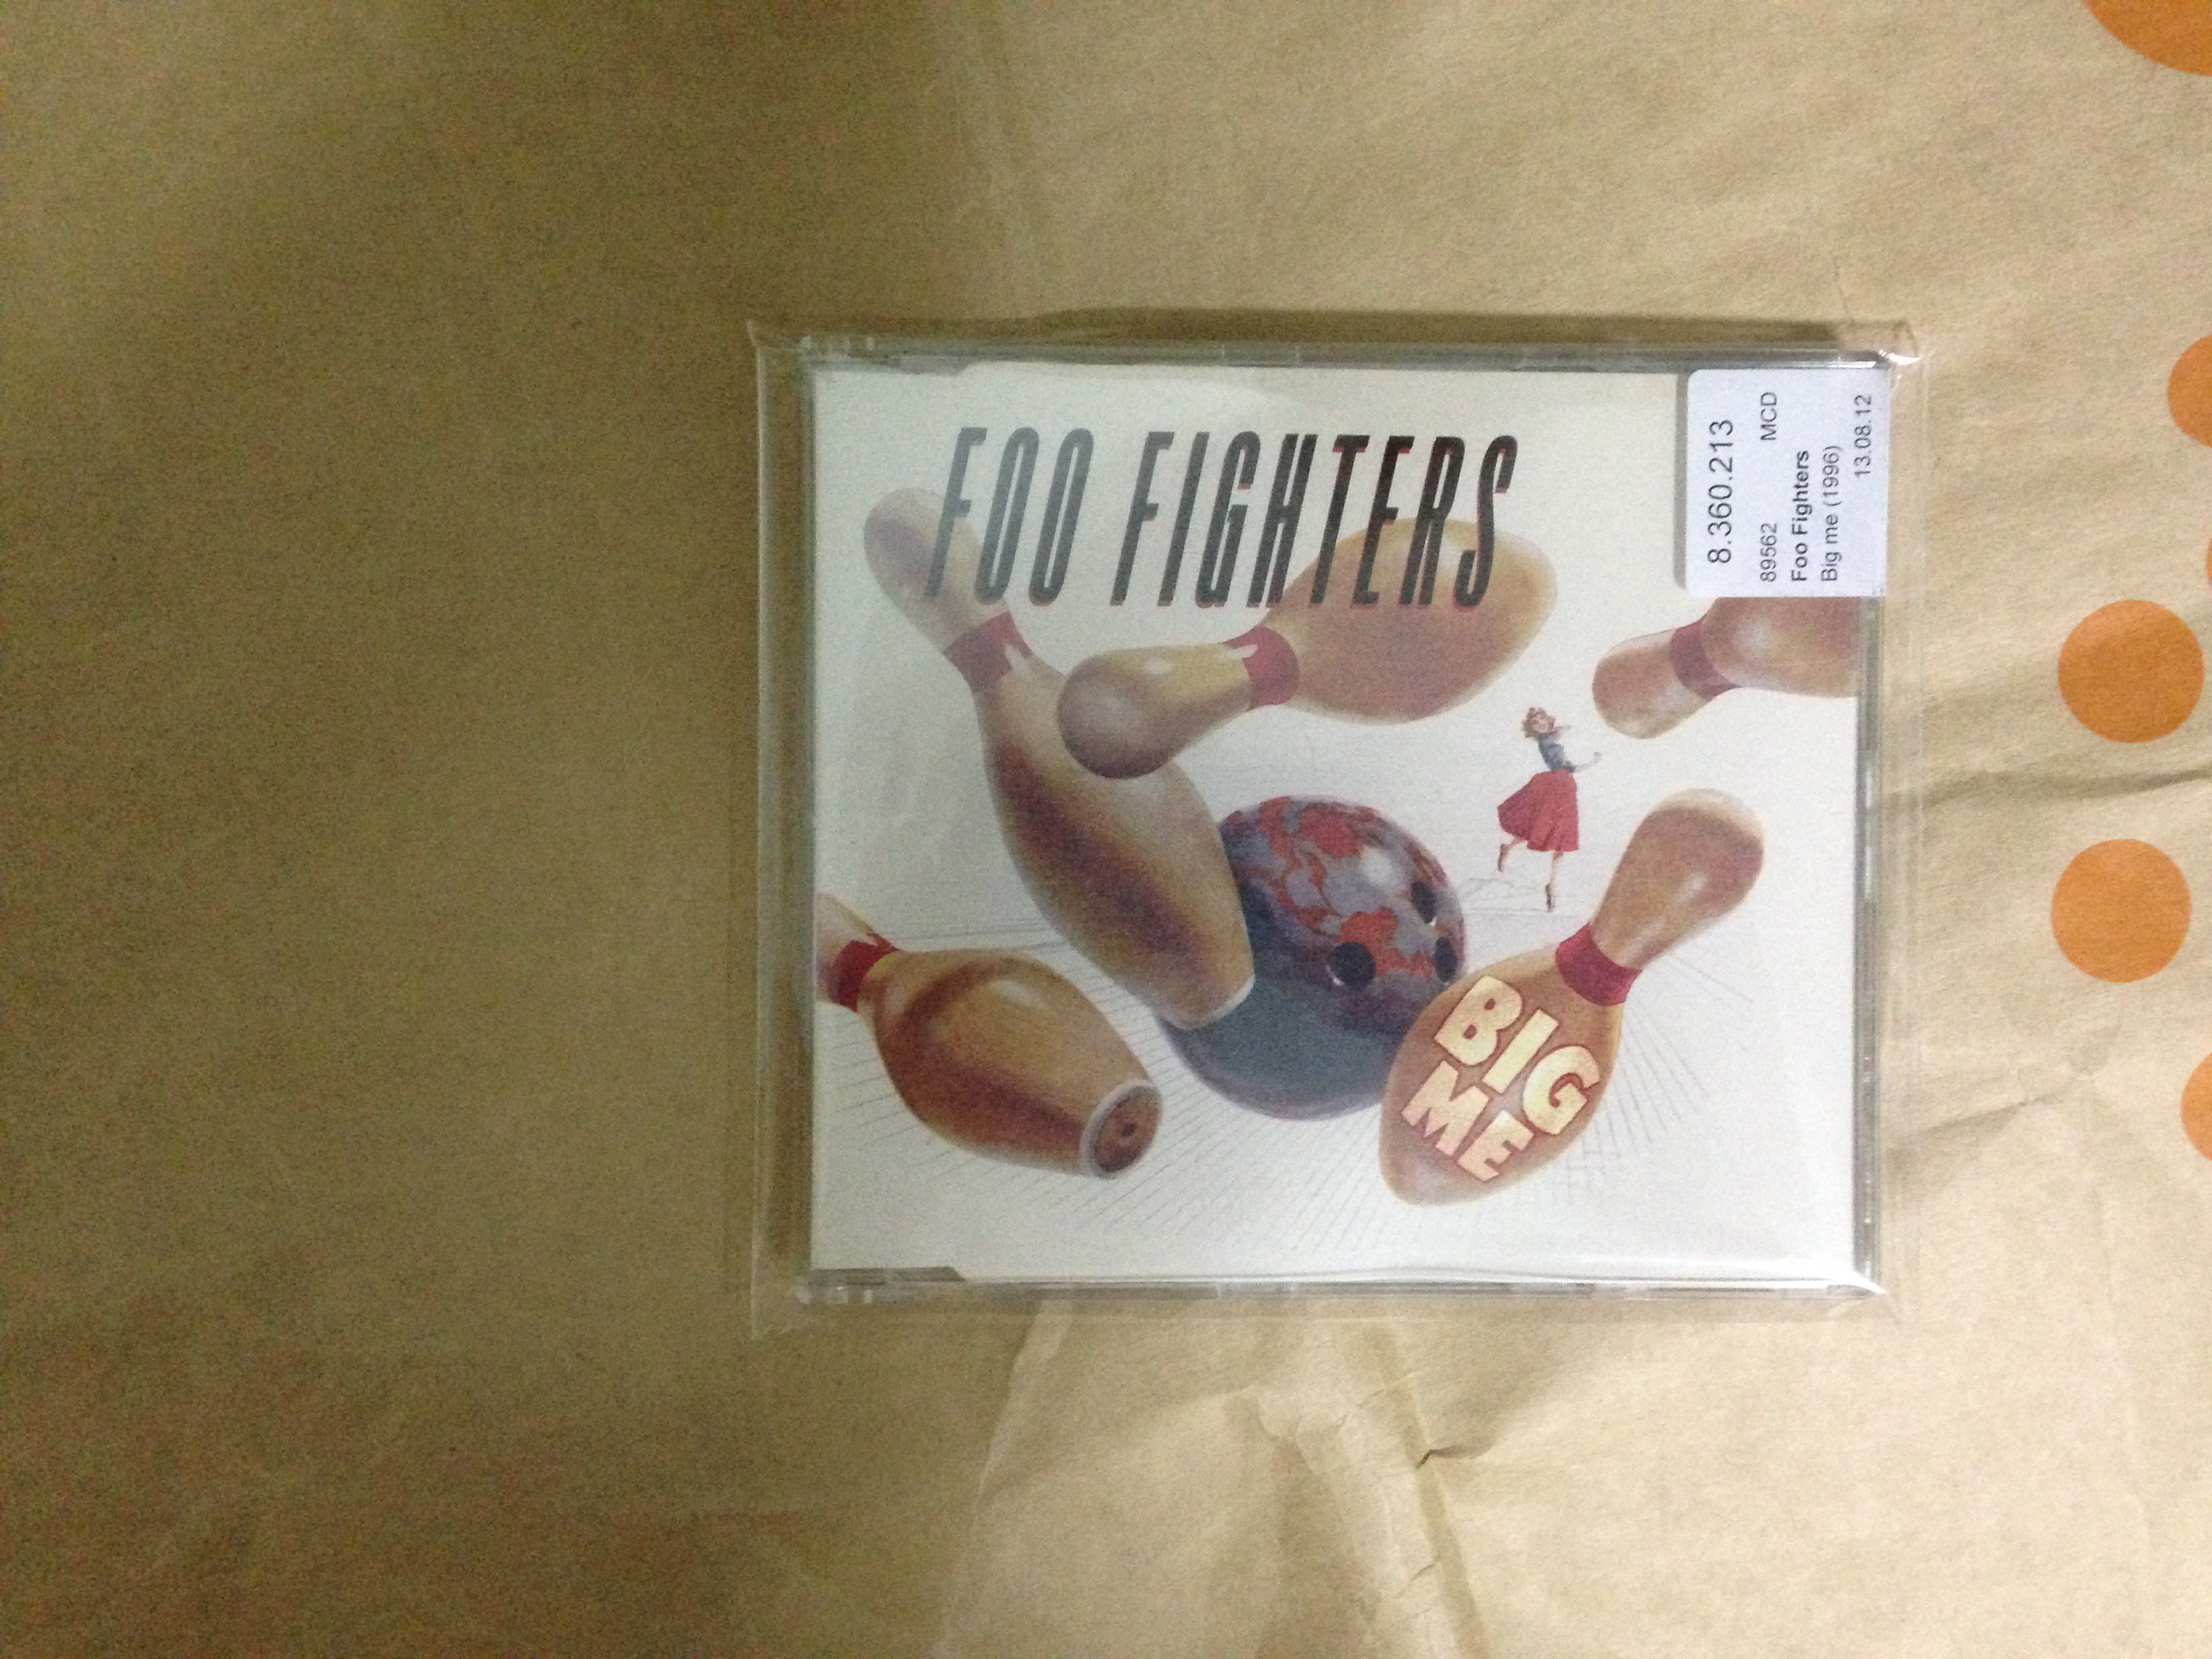 FOO FIGHTERS
8.360.213
89562 MCD
Foo Fighters
Big me (1996)
13.08.12
BIG
ME